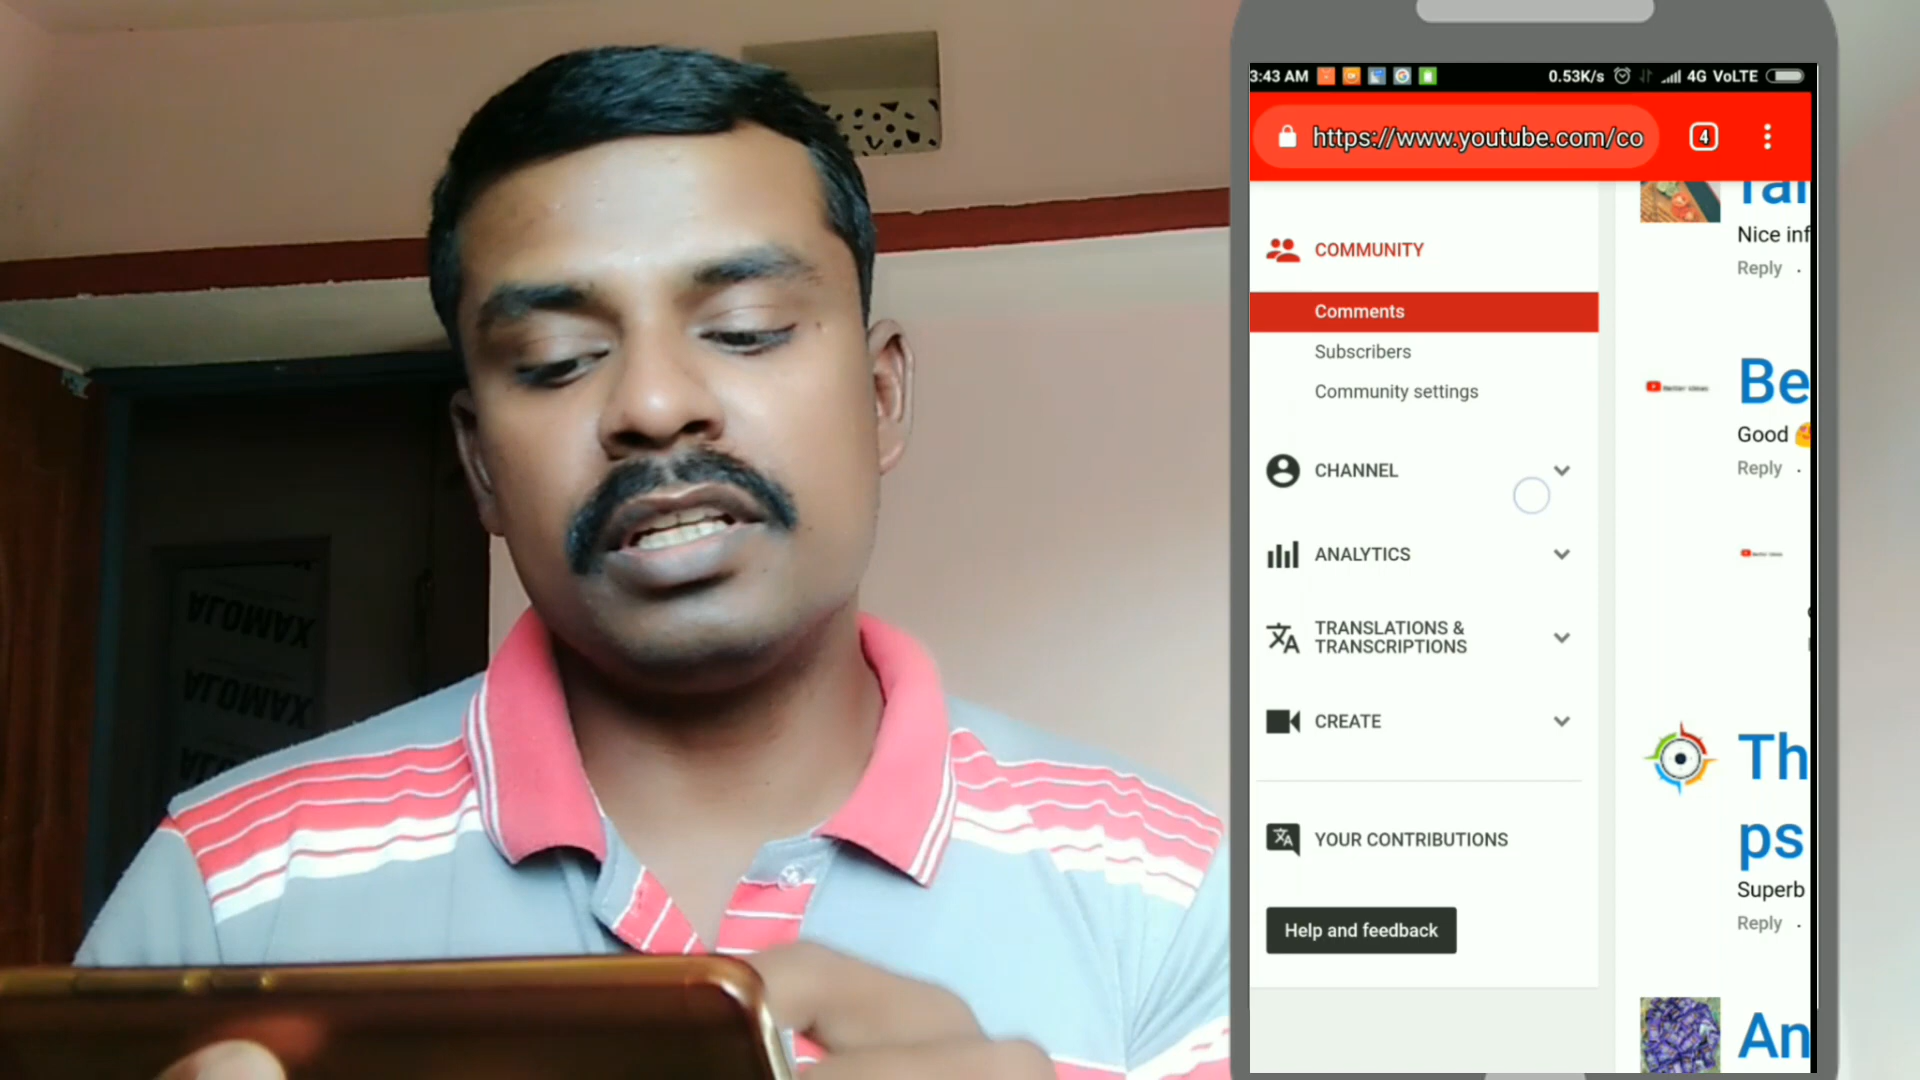 3:43 AM 0.53K/s 4G VoLTE
https://www.youtube.com/co 4
COMMUNITY
Comments
Subscribers
Community settings
CHANNEL
ANALYTICS
TRANSLATIONS &
TRANSCRIPTIONS
CREATE
YOUR CONTRIBUTIONS
Help and feedback
Nice inf
Reply .
Be
Good 🤩
Reply .
Th
ps
Superb
Reply .
An
ALOMAX
ALOMAX